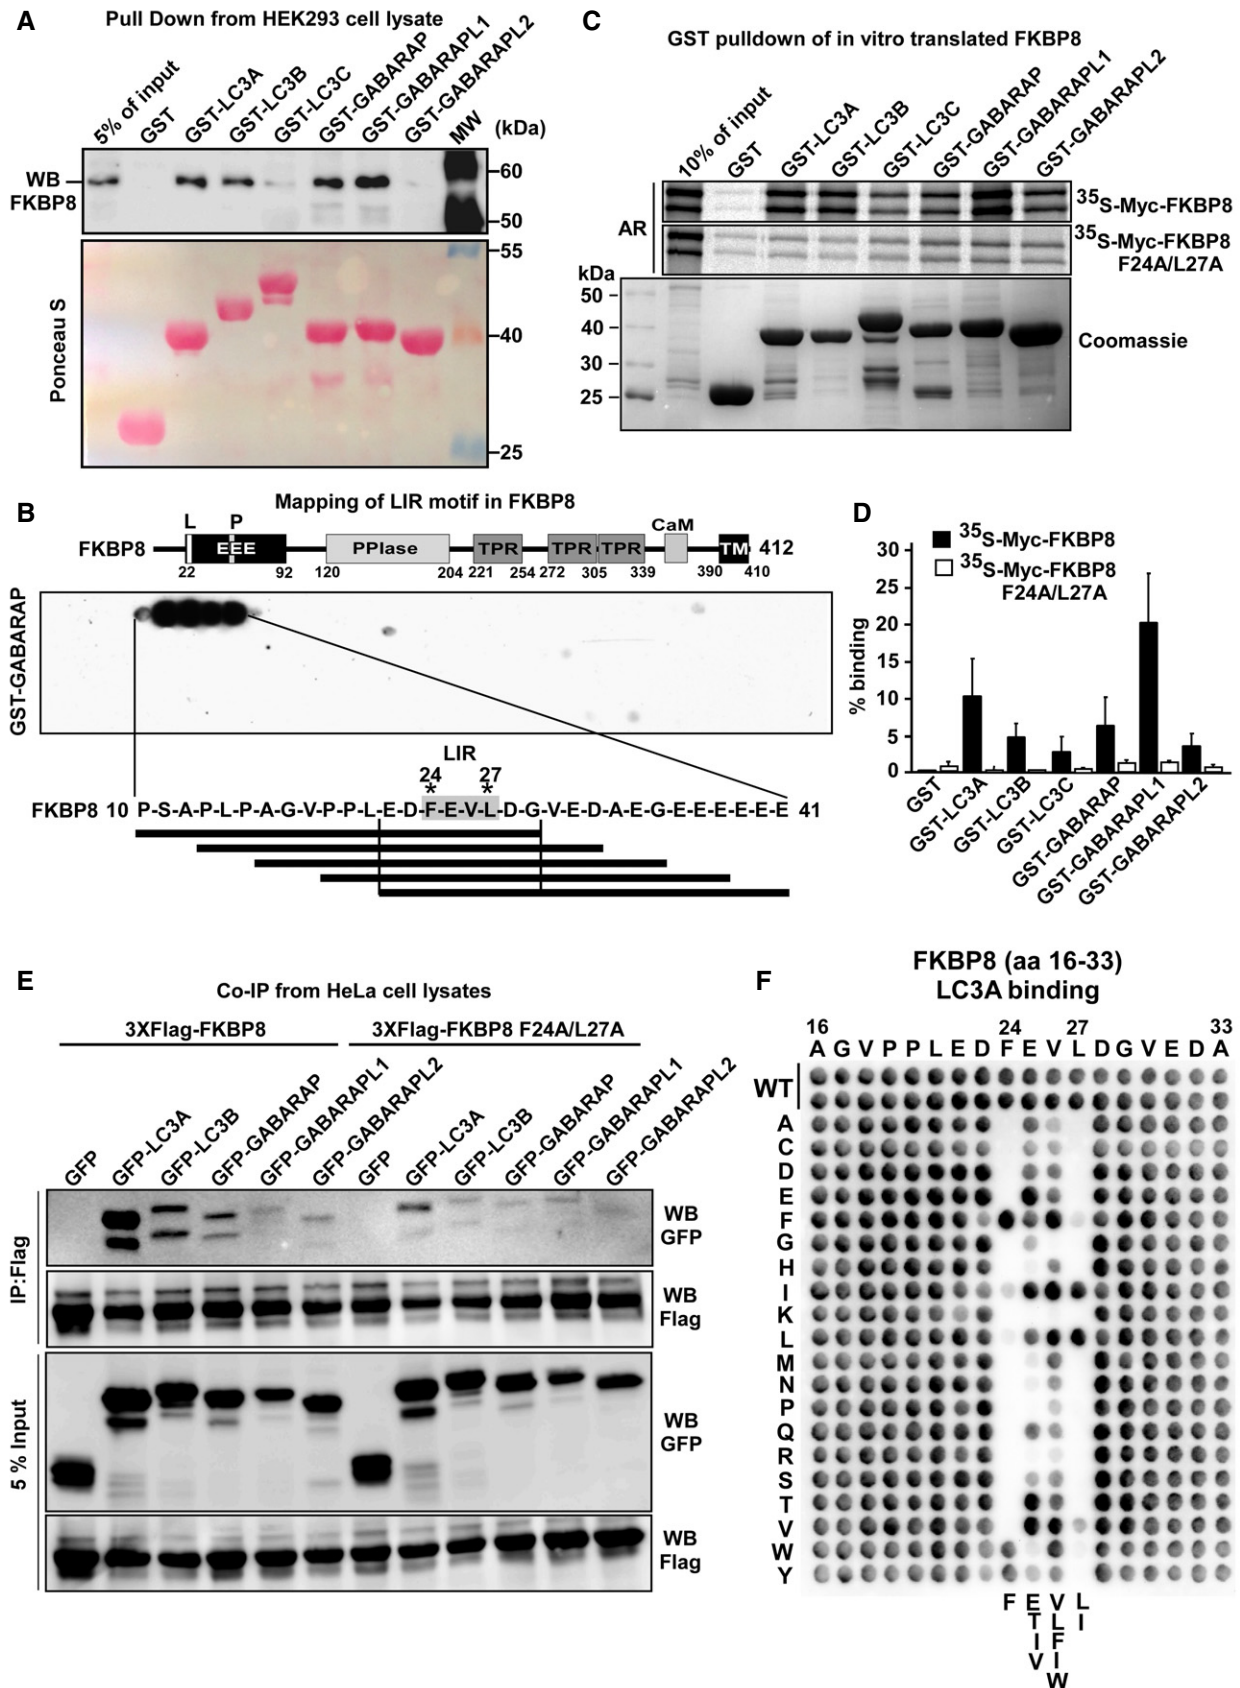 A
Pull Down from HEK293 cell lysate
5% of input
GST
GST-LC3A
GST-LC3B
GST-LC3C
GST-GABARAP
GST-GABARAPL1
GST-GABARAPL2
MW
(kDa)
WB
FKBP8
60
50
Ponceau S
55
40
25
C
GST pulldown of in vitro translated FKBP8
10% of input
GST
GST-LC3A
GST-LC3B
GST-LC3C
GST-GABARAP
GST-GABARAPL1
GST-GABARAPL2
AR
35S-Myc-FKBP8
35S-Myc-FKBP8
F24A/L27A
kDa
50
40
30
25
Coomassie
B
Mapping of LIR motif in FKBP8
L P
CaM
FKBP8 EEE PPIase TPR TPR TPR TM 412
22 92 120 204 221 254 272 305 339 390 410
GST-GABARAP
LIR
24 27
* *
FKBP8 10 P-S-A-P-L-P-A-G-V-P-P-L-E-D-F-E-V-L-D-G-V-E-D-A-E-G-E-E-E-E-E-E 41
D
35S-Myc-FKBP8
35S-Myc-FKBP8
F24A/L27A
% binding
30
25
20
15
10
5
0
GST
GST-LC3A
GST-LC3B
GST-LC3C
GST-GABARAP
GST-GABARAPL1
GST-GABARAPL2
E
Co-IP from HeLa cell lysates
3XFlag-FKBP8
3XFlag-FKBP8 F24A/L27A
GFP
GFP-LC3A
GFP-LC3B
GFP-GABARAP
GFP-GABARAPL1
GFP-GABARAPL2
GFP
GFP-LC3A
GFP-LC3B
GFP-GABARAP
GFP-GABARAPL1
GFP-GABARAPL2
IP:Flag
WB
GFP
WB
Flag
5 % Input
WB
GFP
WB
Flag
F
FKBP8 (aa 16-33)
LC3A binding
16 24 27 33
A G V P P L E D F E V L D G V E D A
WT
A
C
D
E
F
G
H
I
K
L
M
N
P
Q
R
S
T
V
W
Y
F E V L
T L I
I F
V I
W